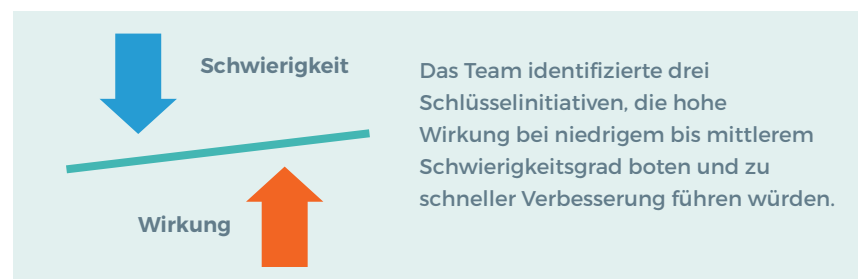 Schwierigkeit
Wirkung
Das Team identifizierte drei
Schlüsselinitiativen, die hohe
Wirkung bei niedrigem bis mittlerem
Schwierigkeitsgrad boten und zu
schneller Verbesserung führen würden.